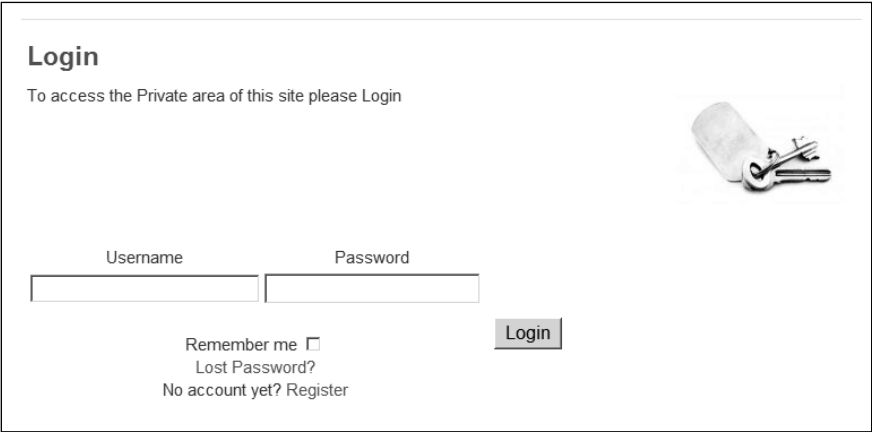 Login
To access the Private area of this site please Login
Username Password
Login
Remember me
Lost Password?
No account yet? Register